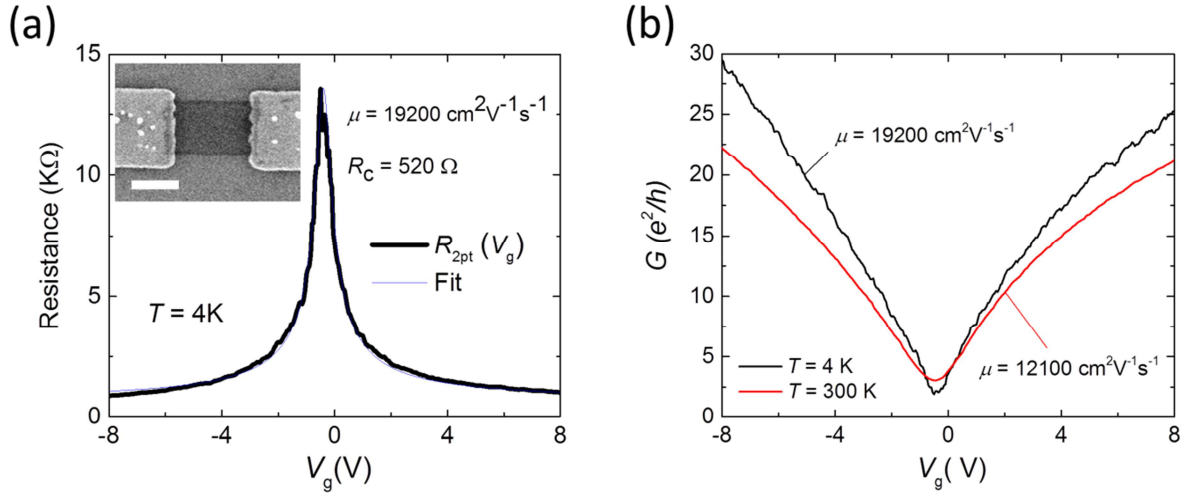 (a)
15
10
5
0
Resistance (KΩ)
μ = 19200 cm²V⁻¹s⁻¹
R_C = 520 Ω
R_2pt (V_g)
Fit
T = 4K
-8
-4
0
4
8
V_g(V)
(b)
30
25
20
15
10
5
0
G (e²/h)
μ = 19200 cm²V⁻¹s⁻¹
μ = 12100 cm²V⁻¹s⁻¹
T = 4 K
T = 300 K
-8
-4
0
4
8
V_g( V)